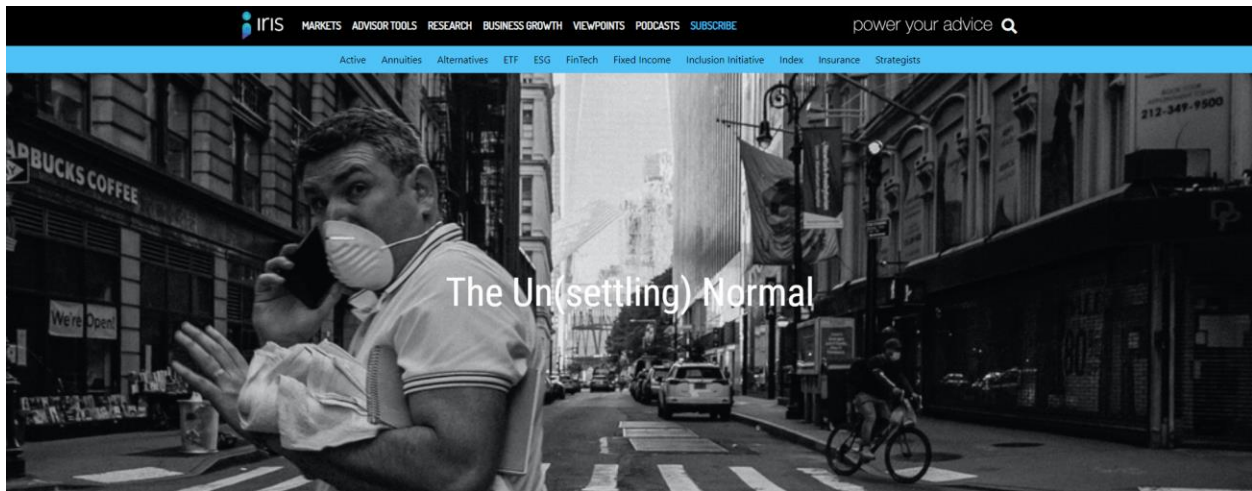 iris
MARKETS ADVISOR TOOLS RESEARCH BUSINESS GROWTH VIEWPOINTS PODCASTS SUBSCRIBE
power your advice
Active Annuities Alternatives ETF ESG FinTech Fixed Income Inclusion Initiative Index Insurance Strategists
212-349-9500
ARBUCKS COFFEE
The Un(settling) Normal
We're Open!